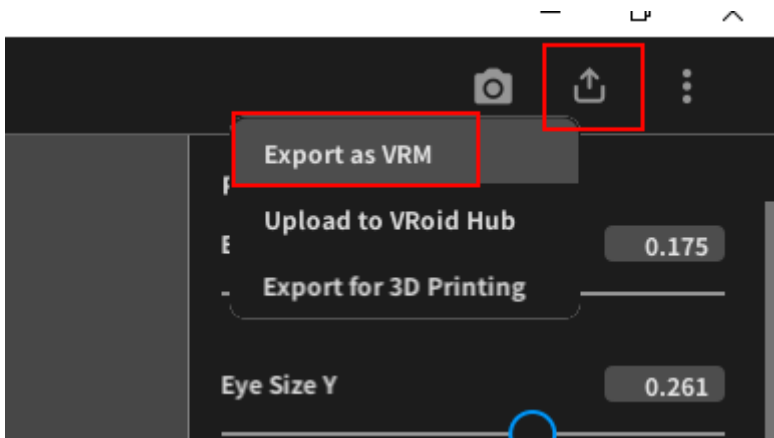 Export as VRM
Upload to VRoid Hub
0.175
Export for 3D Printing
Eye Size Y
0.261